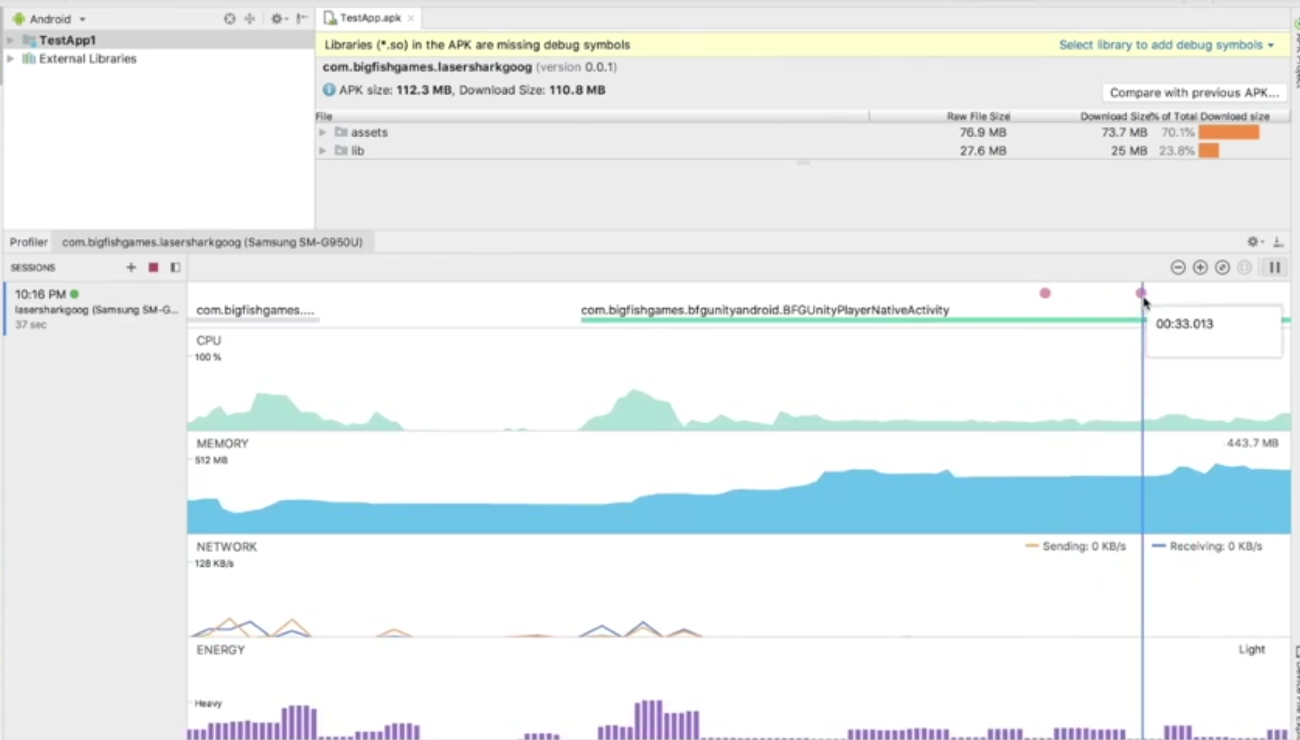 Android
TestApp.apk
TestApp1
External Libraries
Libraries (*.so) in the APK are missing debug symbols
Select library to add debug symbols
com.bigfishgames.lasersharkgoog (version 0.0.1)
APK size: 112.3 MB, Download Size: 110.8 MB
Compare with previous APK...
File Raw File Size Download Size % of Total Download size
assets 76.9 MB 73.7 MB 70.1%
lib 27.6 MB 25 MB 23.8%
Profiler com.bigfishgames.lasersharkgoog (Samsung SM-G950U)
SESSIONS
10:16 PM
lasersharkgoog (Samsung SM-G...
37 sec
com.bigfishgames....
com.bigfishgames.bfgunityandroid.BFGUnityPlayerNativeActivity
00:33.013
CPU
100 %
MEMORY
443.7 MB
512 MB
NETWORK
Sending: 0 KB/s Receiving: 0 KB/s
128 KB/s
ENERGY
Light
Heavy